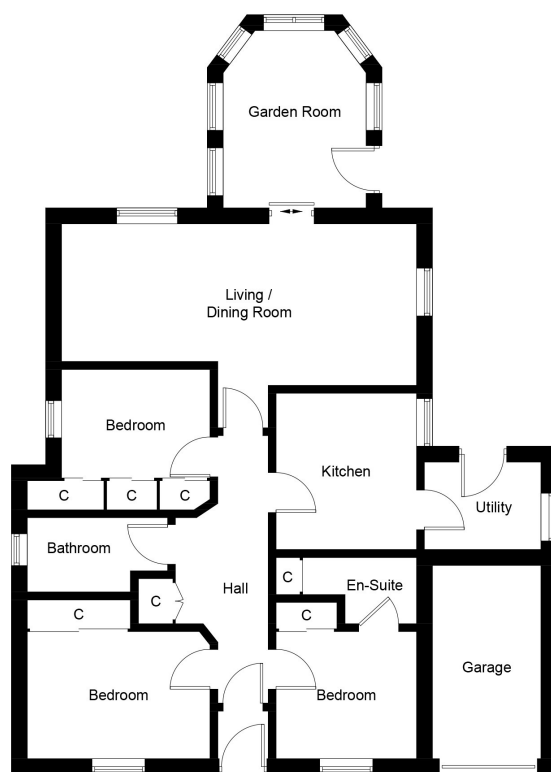 Garden Room
Living /
Dining Room
Bedroom
Kitchen
C
C
C
Utility
Bathroom
C
Hall
C
En-Suite
C
C
Bedroom
Bedroom
Garage